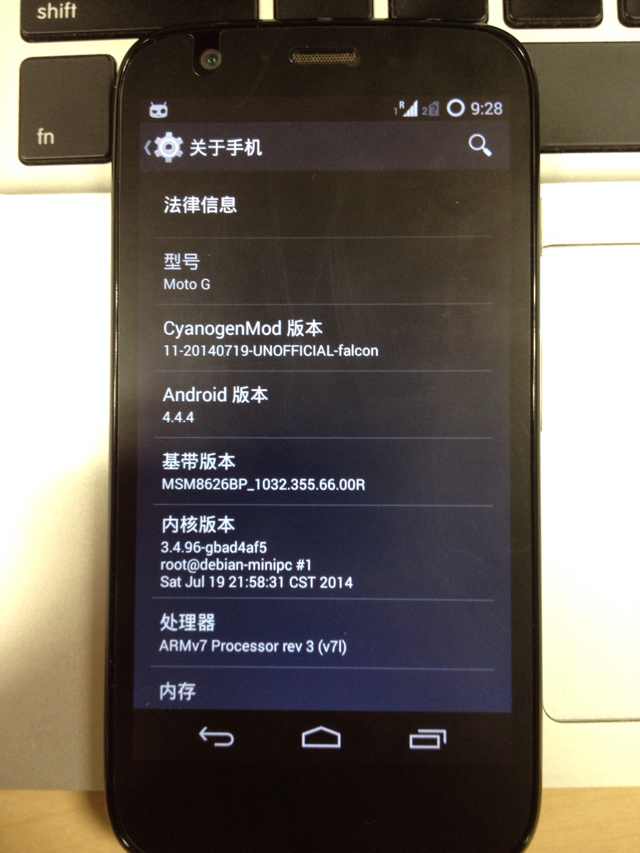 shift
fn
1 R 2 9:28
关于手机
法律信息
型号
Moto G
CyanogenMod 版本
11-20140719-UNOFFICIAL-falcon
Android 版本
4.4.4
基带版本
MSM8626BP_1032.355.66.00R
内核版本
3.4.96-gbad4af5
root@debian-minipc #1
Sat Jul 19 21:58:31 CST 2014
处理器
ARMv7 Processor rev 3 (v7l)
内存